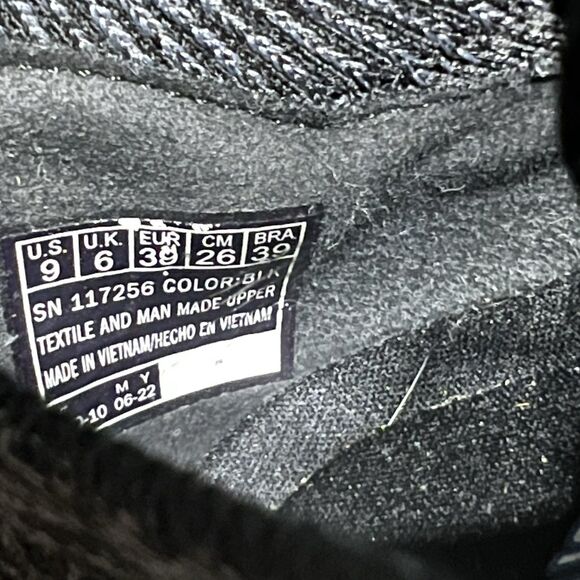 U.S. U.K. EUR CM BRA
9 6 39 26 39
SN 117256 COLOR:BLK
TEXTILE AND MAN MADE UPPER
MADE IN VIETNAM/HECHO EN VIETNAM
M Y
-10 06-22